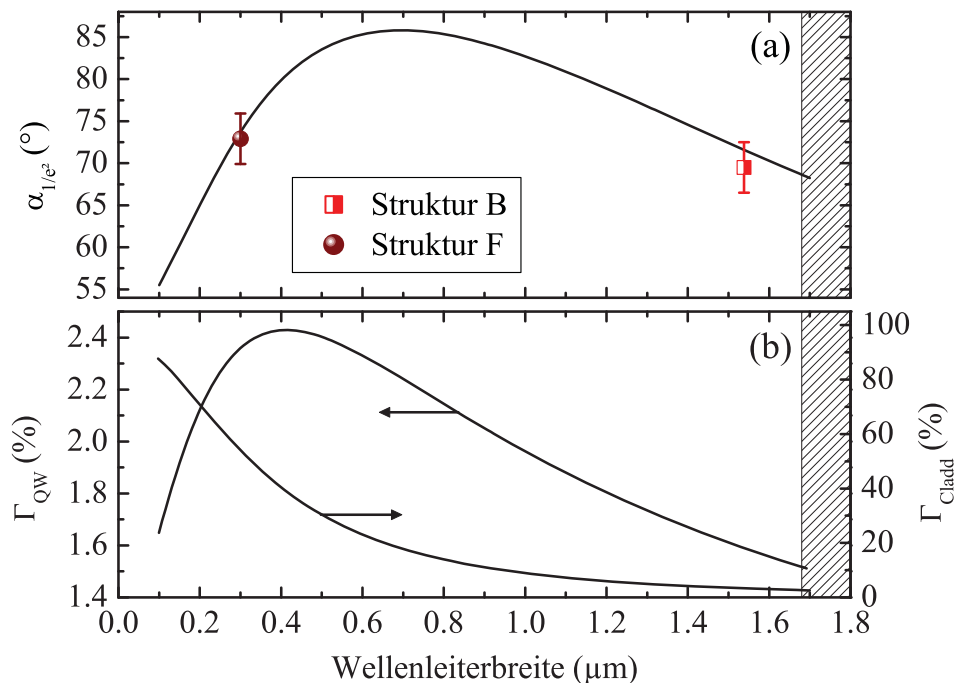 (a)
85
80
75
70
65
60
55
α1/e² (°)
Struktur B
Struktur F
(b)
2.4
2.2
2.0
1.8
1.6
1.4
ΓQW (%)
100
80
60
40
20
0
ΓCladd (%)
0.0 0.2 0.4 0.6 0.8 1.0 1.2 1.4 1.6 1.8
Wellenleiterbreite (µm)